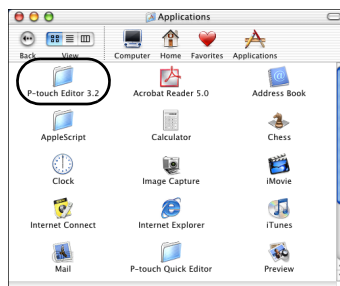 Applications
Back View Computer Home Favorites Applications
P-touch Editor 3.2 Acrobat Reader 5.0 Address Book
AppleScript Calculator Chess
Clock Image Capture iMovie
Internet Connect Internet Explorer iTunes
Mail P-touch Quick Editor Preview